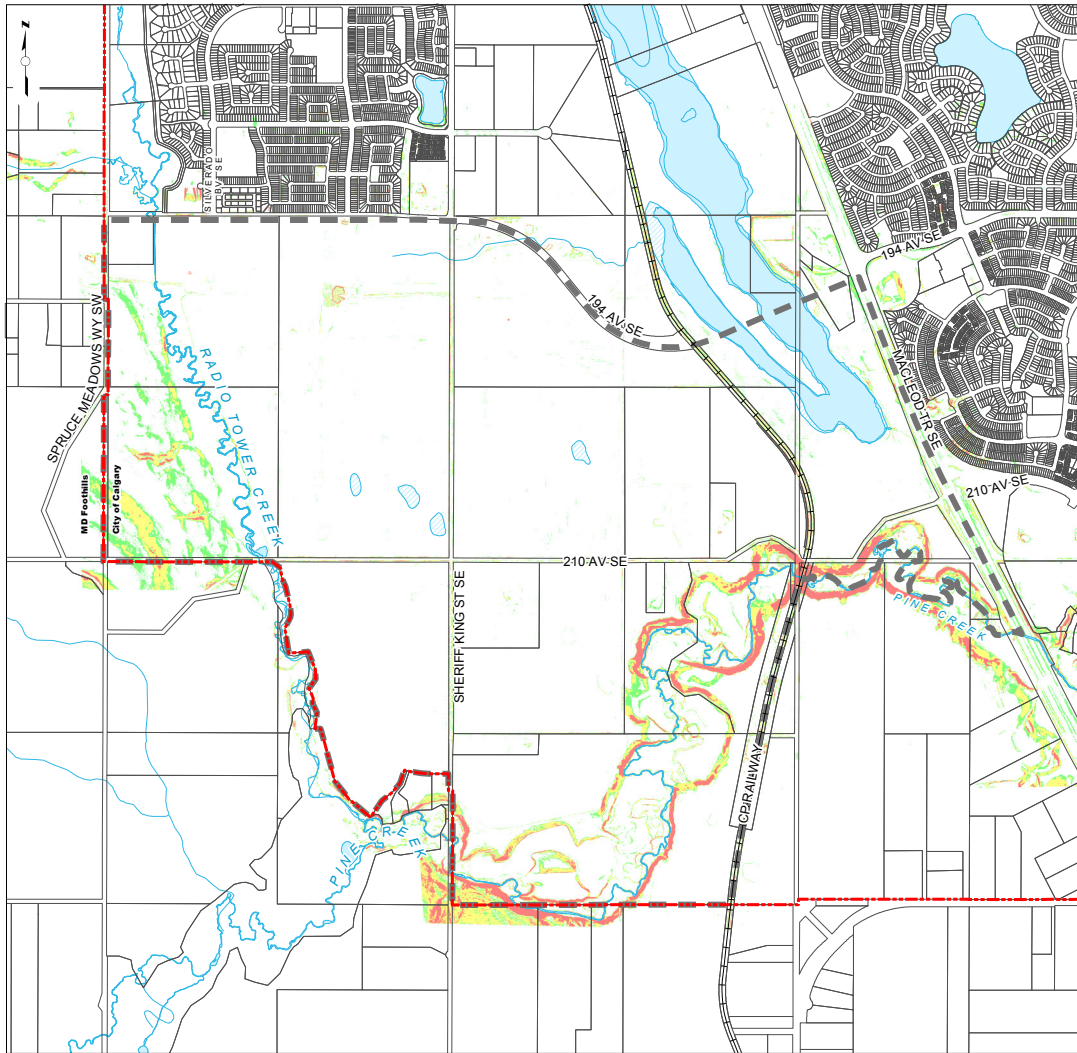 N
SILVERADO
BV SE
194 AV SE
194 AV SE
SPRUCE MEADOWS WY SW
RADIO TOWER CREEK
MACLEOD TR SE
MD Foothills
City of Calgary
210 AV SE
210 AV SE
SHERIFF KING ST SE
PINE CREEK
CP RAILWAY
PINE CREEK